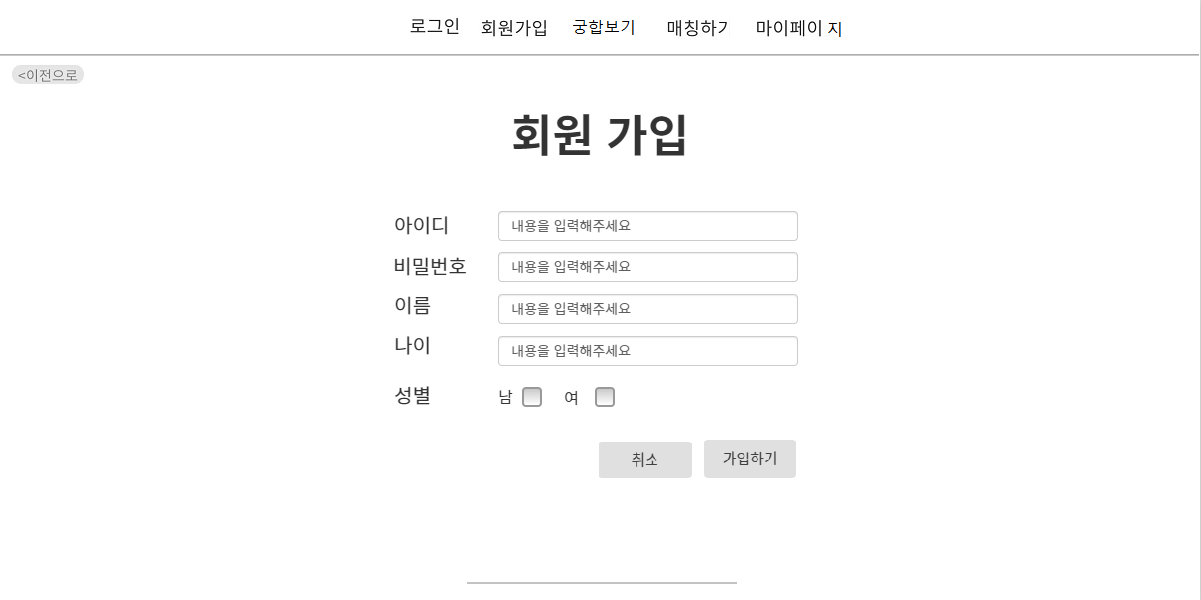 로그인 회원가입 궁합보기 매칭하기 마이페이지
<이전으로
회원 가입
아이디 내용을 입력해주세요
비밀번호 내용을 입력해주세요
이름 내용을 입력해주세요
나이 내용을 입력해주세요
성별 남 여
취소 가입하기